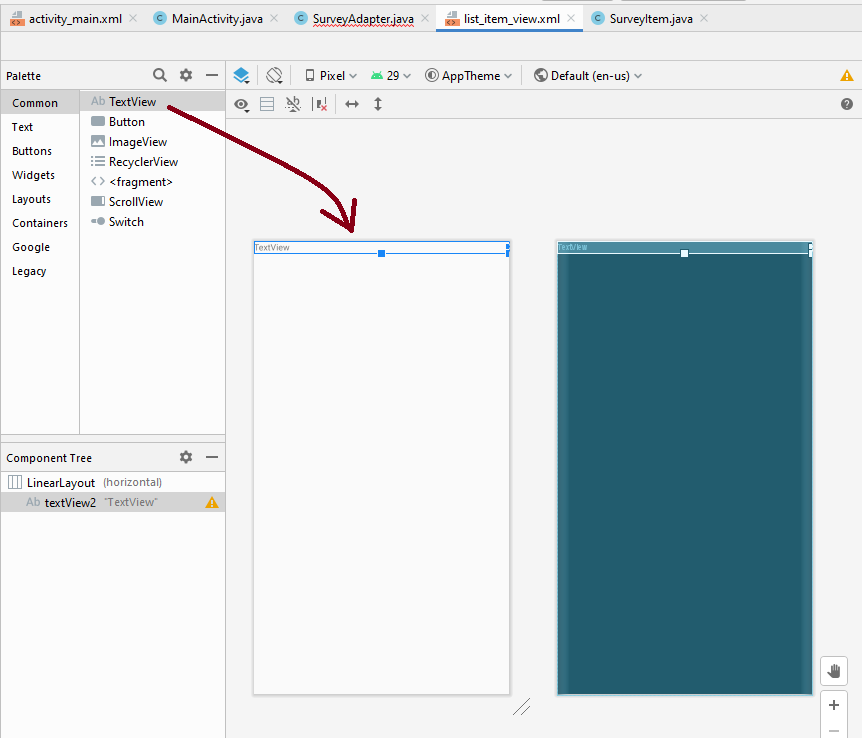 activity_main.xml MainActivity.java SurveyAdapter.java list_item_view.xml SurveyItem.java
Palette
Pixel 29 AppTheme Default (en-us)
Common
Text
Buttons
Widgets
Layouts
Containers
Google
Legacy
Ab TextView
Button
ImageView
RecyclerView
<fragment>
ScrollView
Switch
TextView
TextView
Component Tree
LinearLayout (horizontal)
Ab textView2 "TextView"